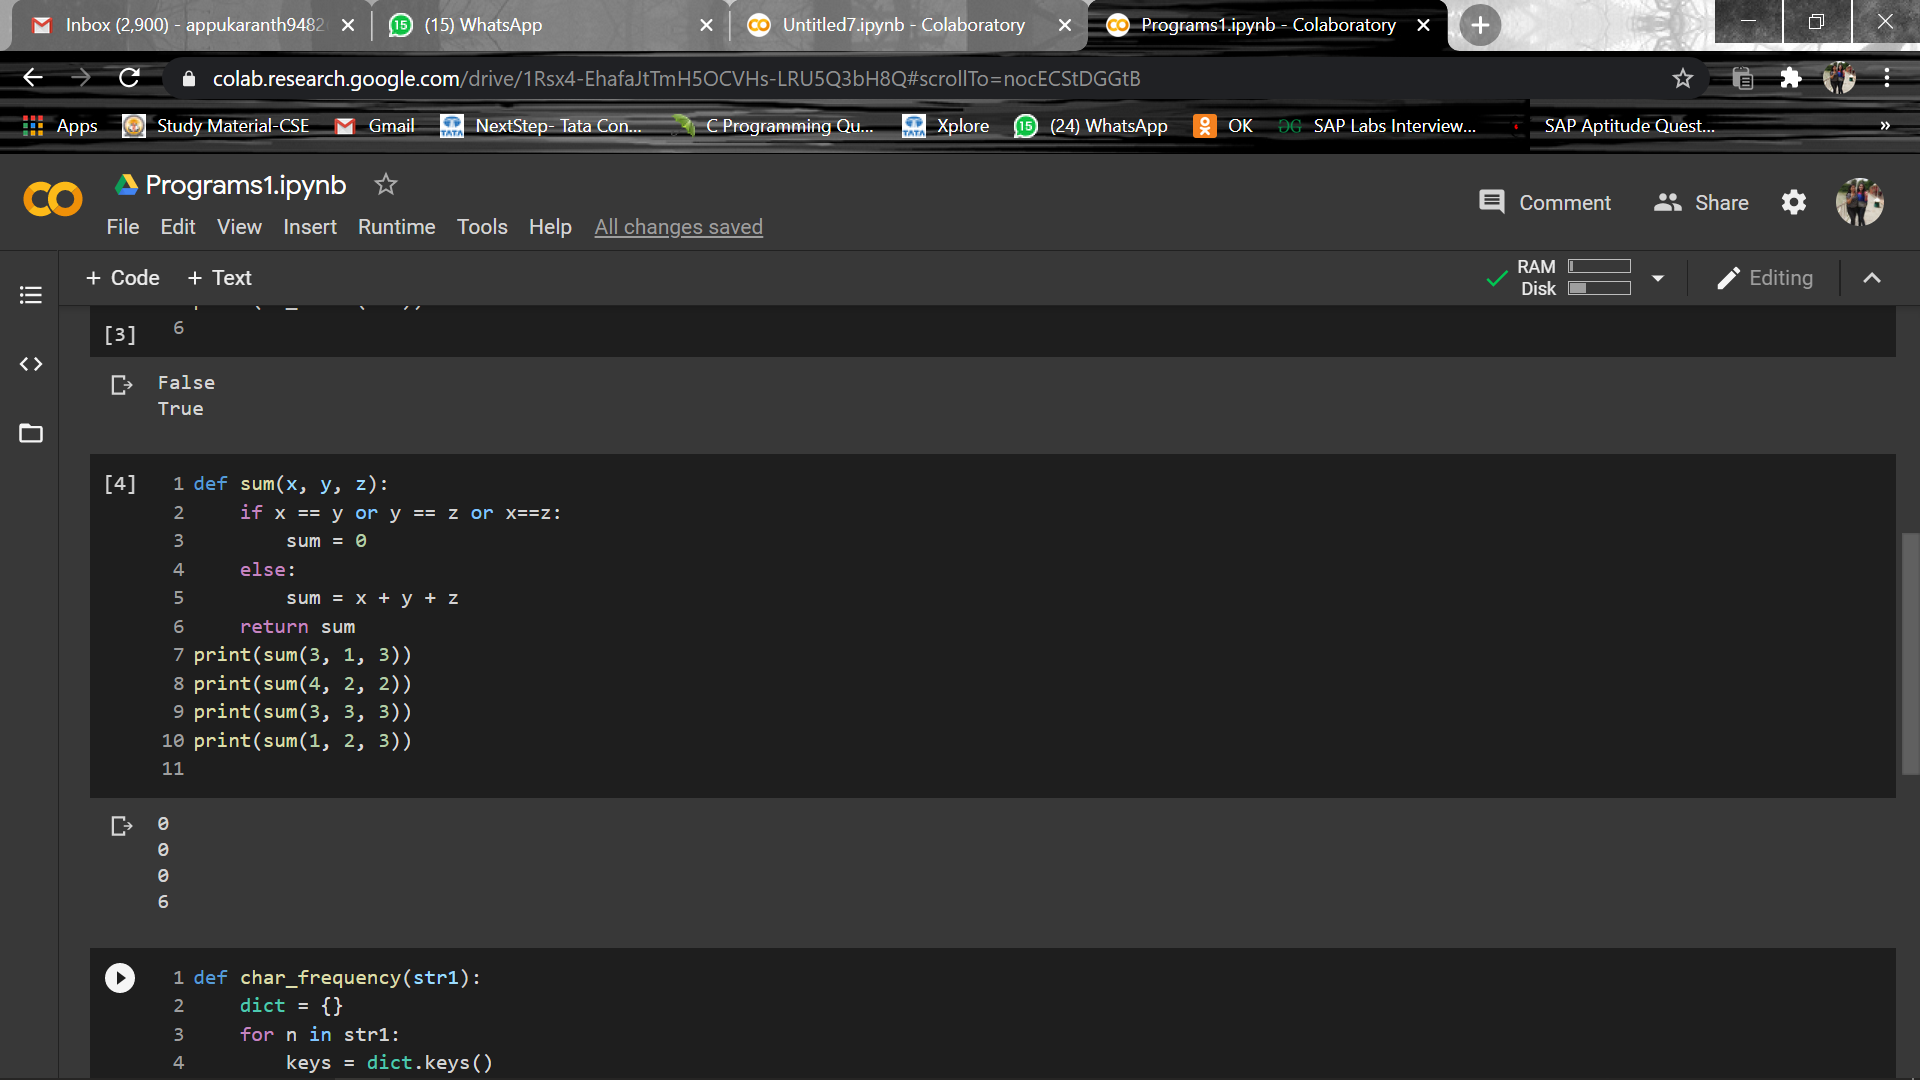 Inbox (2,900) - appukaranth9482
(15) WhatsApp
Untitled7.ipynb - Colaboratory
Programs1.ipynb - Colaboratory
colab.research.google.com/drive/1Rsx4-EhafaJtTmH5OCVHs-LRU5Q3bH8Q#scrollTo=nocECStDGGtB
Apps Study Material-CSE Gmail NextStep- Tata Con... C Programming Qu... Xplore (24) WhatsApp OK SAP Labs Interview... SAP Aptitude Quest... »
Programs1.ipynb
Comment Share
File Edit View Insert Runtime Tools Help All changes saved
+ Code + Text
RAM
Disk
Editing
[3] 6
False
True
[4] 1 def sum(x, y, z):
2 if x == y or y == z or x==z:
3 sum = 0
4 else:
5 sum = x + y + z
6 return sum
7 print(sum(3, 1, 3))
8 print(sum(4, 2, 2))
9 print(sum(3, 3, 3))
10 print(sum(1, 2, 3))
11
0
0
0
6
1 def char_frequency(str1):
2 dict = {}
3 for n in str1:
4 keys = dict.keys()